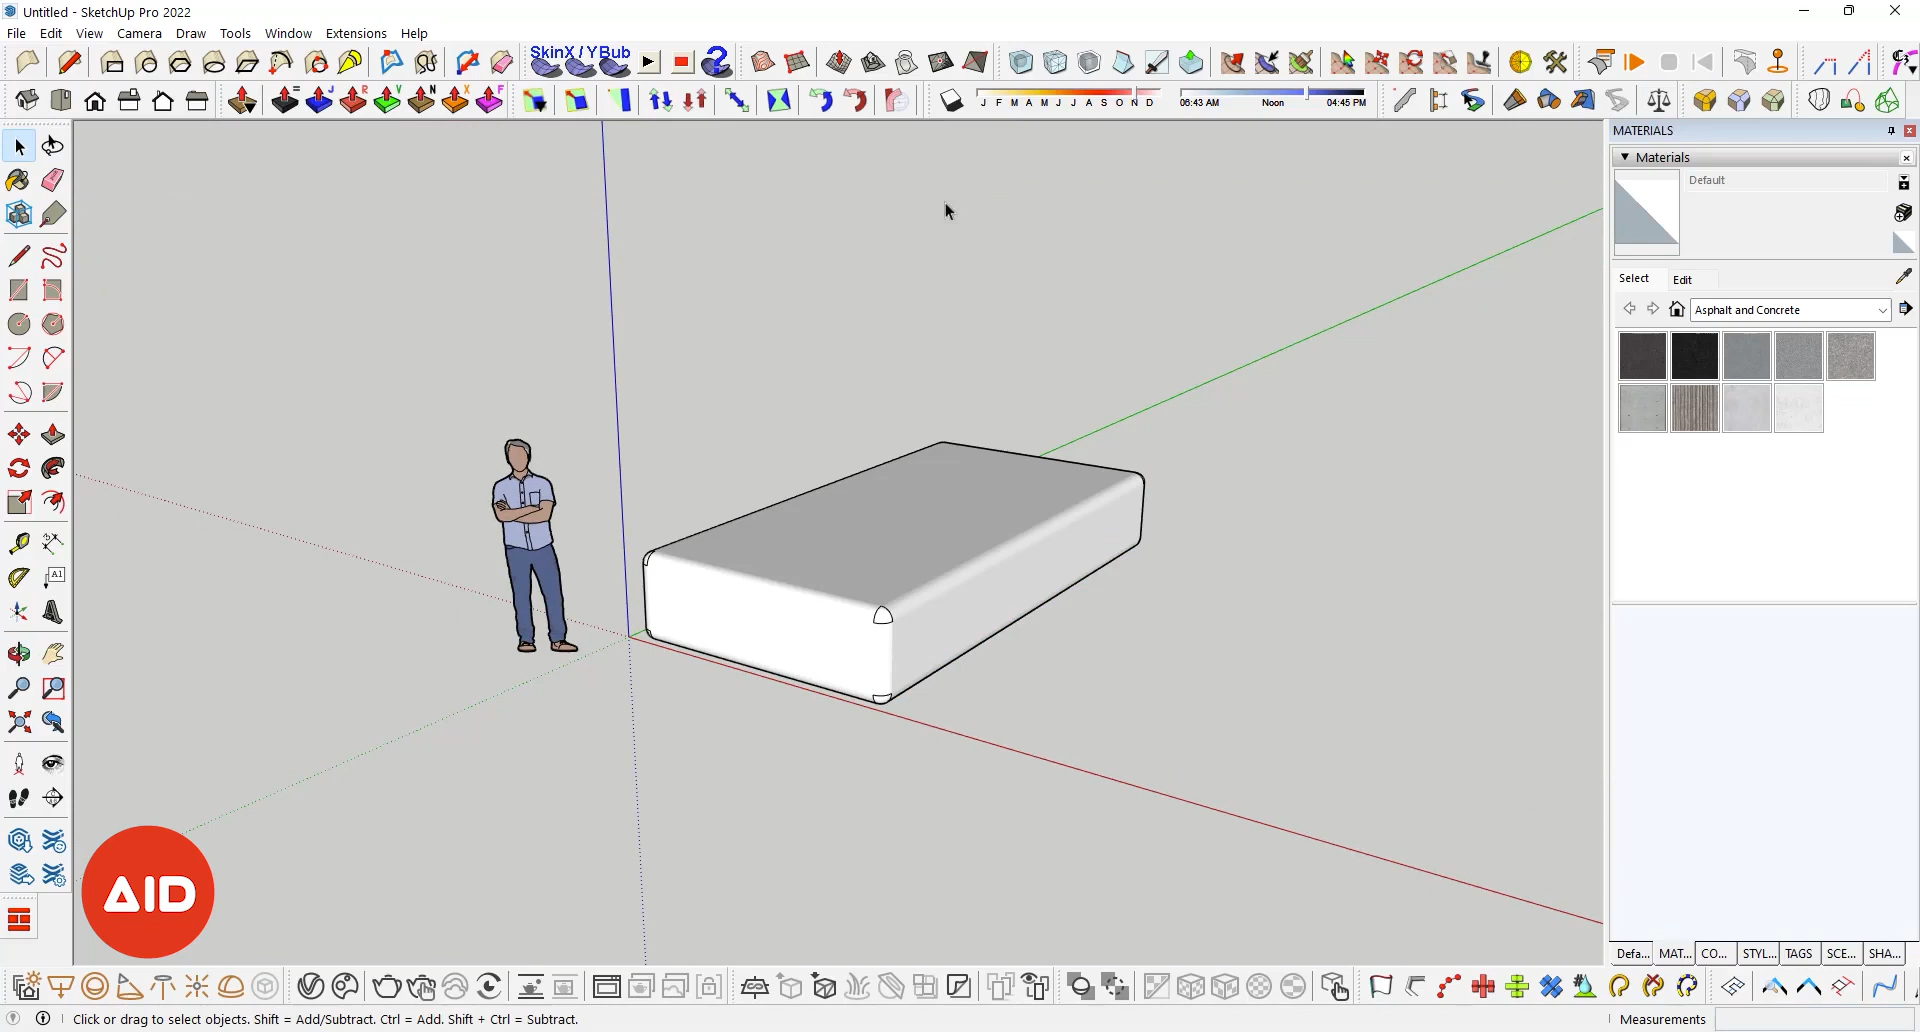 Untitled - SketchUp Pro 2022
File Edit View Camera Draw Tools Window Extensions Help
SkinX / YBub
= J R V N X F
J F M A M J J A S O N D
06:43 AM Noon 04:45 PM
MATERIALS
Materials
Default
Select Edit
Asphalt and Concrete
A1
AID
Defa... MAT... CO... STYL... TAGS SCE... SHA...
Click or drag to select objects. Shift = Add/Subtract. Ctrl = Add. Shift + Ctrl = Subtract.
Measurements